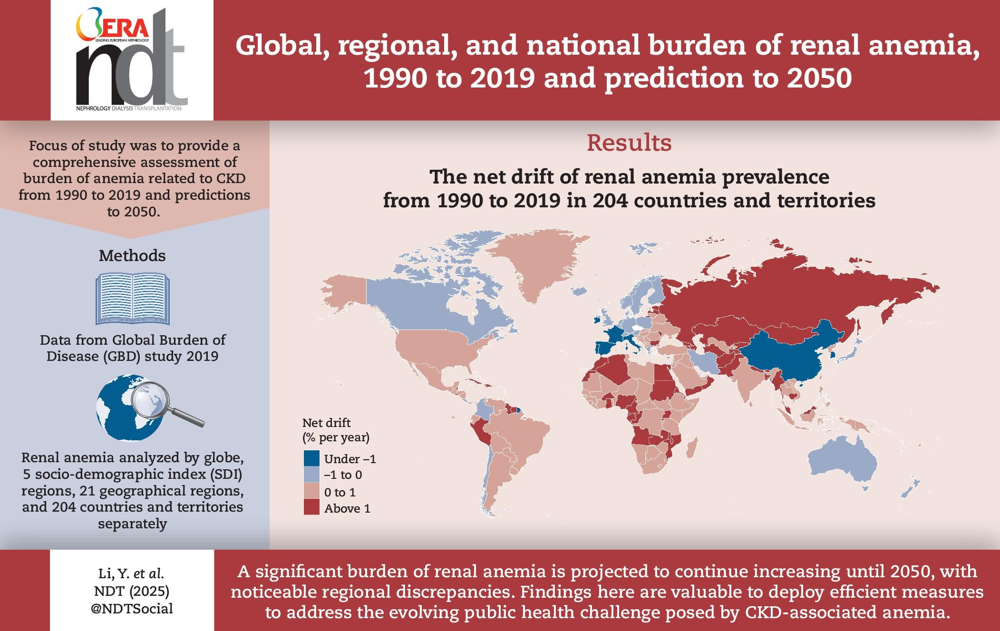 ERA
LEADING EUROPEAN NEPHROLOGY
ndt
NEPHROLOGY DIALYSIS TRANSPLANTATION
Global, regional, and national burden of renal anemia,
1990 to 2019 and prediction to 2050
Focus of study was to provide a
comprehensive assessment of
burden of anemia related to CKD
from 1990 to 2019 and predictions
to 2050.
Methods
Data from Global Burden of
Disease (GBD) study 2019
Renal anemia analyzed by globe,
5 socio-demographic index (SDI)
regions, 21 geographical regions,
and 204 countries and territories
separately
Results
The net drift of renal anemia prevalence
from 1990 to 2019 in 204 countries and territories
Net drift
(% per year)
Under –1
–1 to 0
0 to 1
Above 1
Li, Y. et al.
NDT (2025)
@NDTSocial
A significant burden of renal anemia is projected to continue increasing until 2050, with
noticeable regional discrepancies. Findings here are valuable to deploy efficient measures
to address the evolving public health challenge posed by CKD-associated anemia.